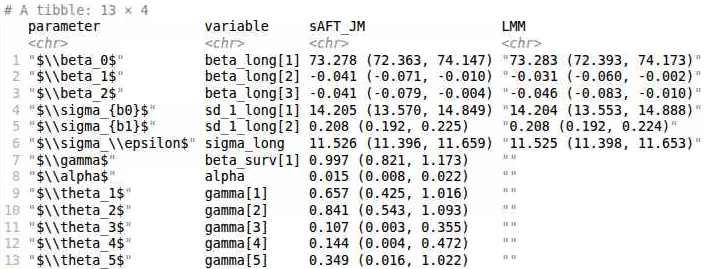 # A tibble: 13 × 4
parameter variable sAFT_JM LMM
<chr> <chr> <chr> <chr>
1 "$\\beta_0$" beta_long[1] 73.278 (72.363, 74.147) "73.283 (72.393, 74.173)"
2 "$\\beta_1$" beta_long[2] -0.041 (-0.071, -0.010) "-0.031 (-0.060, -0.002)"
3 "$\\beta_2$" beta_long[3] -0.041 (-0.079, -0.004) "-0.046 (-0.083, -0.010)"
4 "$\\sigma_{b0}$" sd_1_long[1] 14.205 (13.570, 14.849) "14.204 (13.553, 14.888)"
5 "$\\sigma_{b1}$" sd_1_long[2] 0.208 (0.192, 0.225) "0.208 (0.192, 0.224)"
6 "$\\sigma_\\epsilon$" sigma_long 11.526 (11.396, 11.659) "11.525 (11.398, 11.653)"
7 "$\\gamma$" beta_surv[1] 0.997 (0.821, 1.173) ""
8 "$\\alpha$" alpha 0.015 (0.008, 0.022) ""
9 "$\\theta_1$" gamma[1] 0.657 (0.425, 1.016) ""
10 "$\\theta_2$" gamma[2] 0.841 (0.543, 1.093) ""
11 "$\\theta_3$" gamma[3] 0.107 (0.003, 0.355) ""
12 "$\\theta_4$" gamma[4] 0.144 (0.004, 0.472) ""
13 "$\\theta_5$" gamma[5] 0.349 (0.016, 1.022) ""